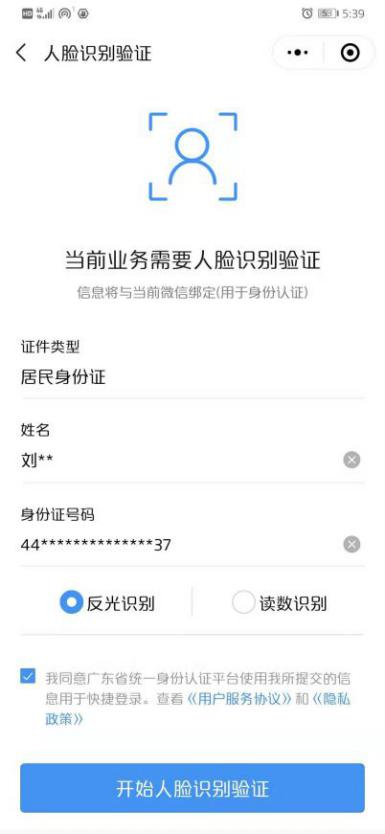 5:39
人脸识别验证
当前业务需要人脸识别验证
信息将与当前微信绑定(用于身份认证)
证件类型
居民身份证
姓名
刘**
身份证号码
44**************37
反光识别 读数识别
我同意广东省统一身份认证平台使用我所提交的信
息用于快捷登录。查看《用户服务协议》和《隐私
政策》
开始人脸识别验证